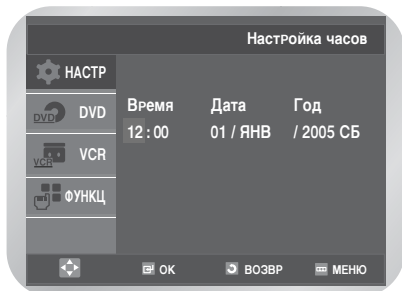 Настройка часов
НАСТР
DVD DVD
Время Дата Год
12 : 00 01 / ЯНВ / 2005 СБ
VCR VCR
ФУНКЦ
ОК ВОЗВР МЕНЮ